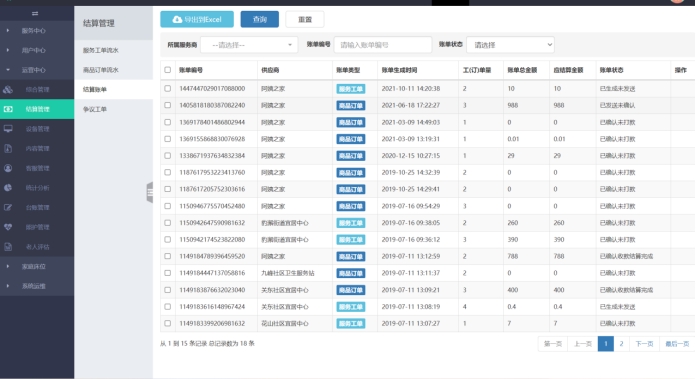 结算管理
导出到Excel 查询 重置
服务中心
用户中心
运营中心
综合管理
结算管理
设备管理
内容管理
客服管理
统计分析
台账管理
医护管理
老人评估
家庭床位
系统运维
服务工单流水
商品订单流水
结算账单
争议工单
所属服务商 --请选择-- 账单编号 请输入账单编号 账单状态 请选择
账单编号 供应商 账单类型 账单生成时间 工(订)单量 账单总金额 应结算金额 账单状态 操作
1447447029017088000 阿姨之家 服务工单 2021-10-11 14:20:38 2 10 10 已生成未发送
1405818180387082240 阿姨之家 商品订单 2021-06-18 17:22:27 3 988 988 已发送未确认
1369178401486802944 阿姨之家 商品订单 2021-03-09 14:49:03 1 0 0 已确认未打款
1369155868830076928 阿姨之家 商品订单 2021-03-09 13:19:31 1 0.01 0.01 已确认未打款
1338671937634832384 阿姨之家 商品订单 2020-12-15 10:27:15 1 29 29 已确认未打款
1187617953223413760 阿姨之家 商品订单 2019-10-25 14:32:39 2 0 0 已确认未打款
1187617205752303616 阿姨之家 商品订单 2019-10-25 14:29:41 2 0 0 已确认未打款
1150946775570452480 阿姨之家 商品订单 2019-07-16 09:54:29 3 0 0 已确认未打款
1150942647590981632 豹澥街道宜居中心 服务工单 2019-07-16 09:38:05 2 260 260 已确认未打款
1150942174523822080 豹澥街道宜居中心 服务工单 2019-07-16 09:36:12 3 390 390 已确认未打款
1149184789396459520 阿姨之家 商品订单 2019-07-11 13:12:59 2 788 788 已确认收款结算完成
1149184447137058816 九峰社区卫生服务站 商品订单 2019-07-11 13:11:37 2 0 0 已确认未打款
1149183876632023040 关东社区宜居中心 商品订单 2019-07-11 13:09:21 3 400 400 已确认收款结算完成
1149183616148967424 关东社区宜居中心 服务工单 2019-07-11 13:08:19 4 0.4 0.4 已生成未发送
1149183399206981632 花山社区宜居中心 服务工单 2019-07-11 13:07:27 1 7 7 已确认未打款
从 1 到 15 条记录 总记录数为 18 条
第一页 上一页 1 2 下一页 最后一页